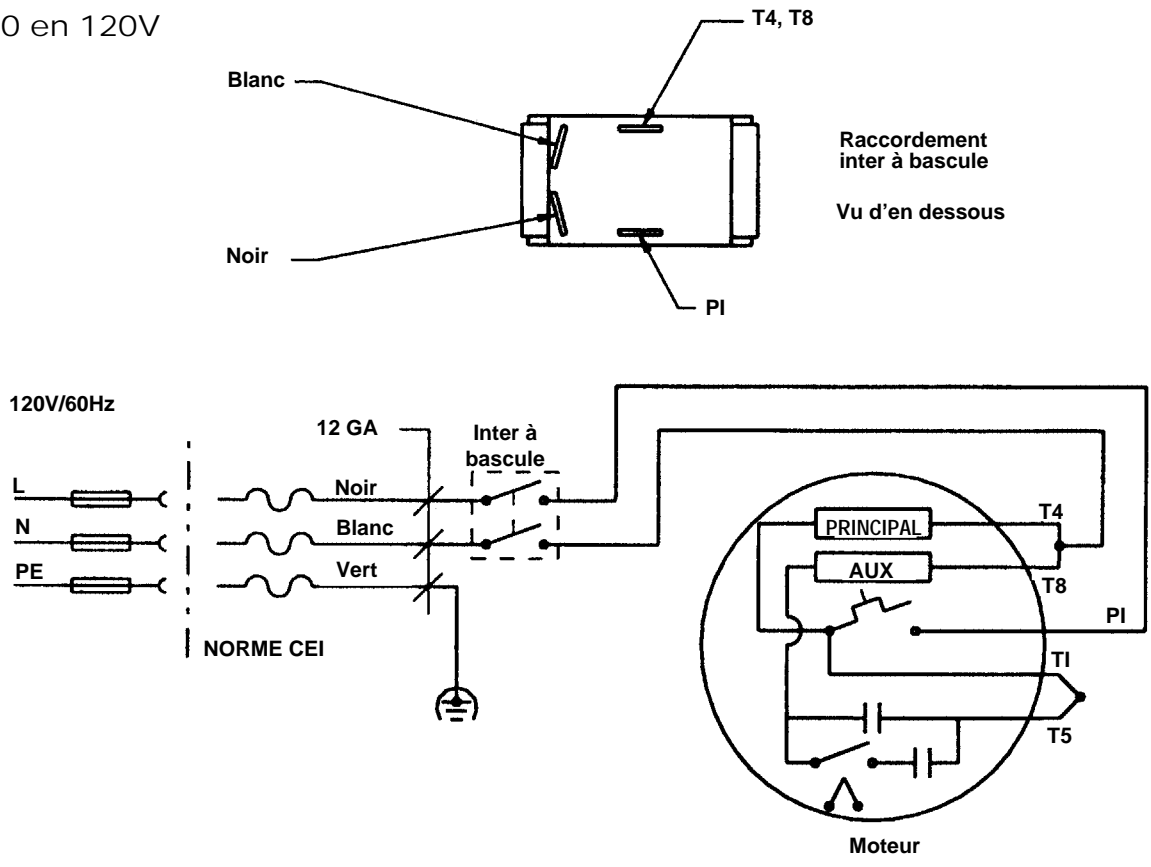 0 en 120V
T4, T8
Blanc
Raccordement
inter à bascule
Vu d'en dessous
Noir
PI
120V/60Hz
12 GA
Inter à
bascule
L
Noir
N
Blanc
PE
Vert
NORME CEI
PRINCIPAL
T4
AUX
T8
PI
TI
T5
Moteur